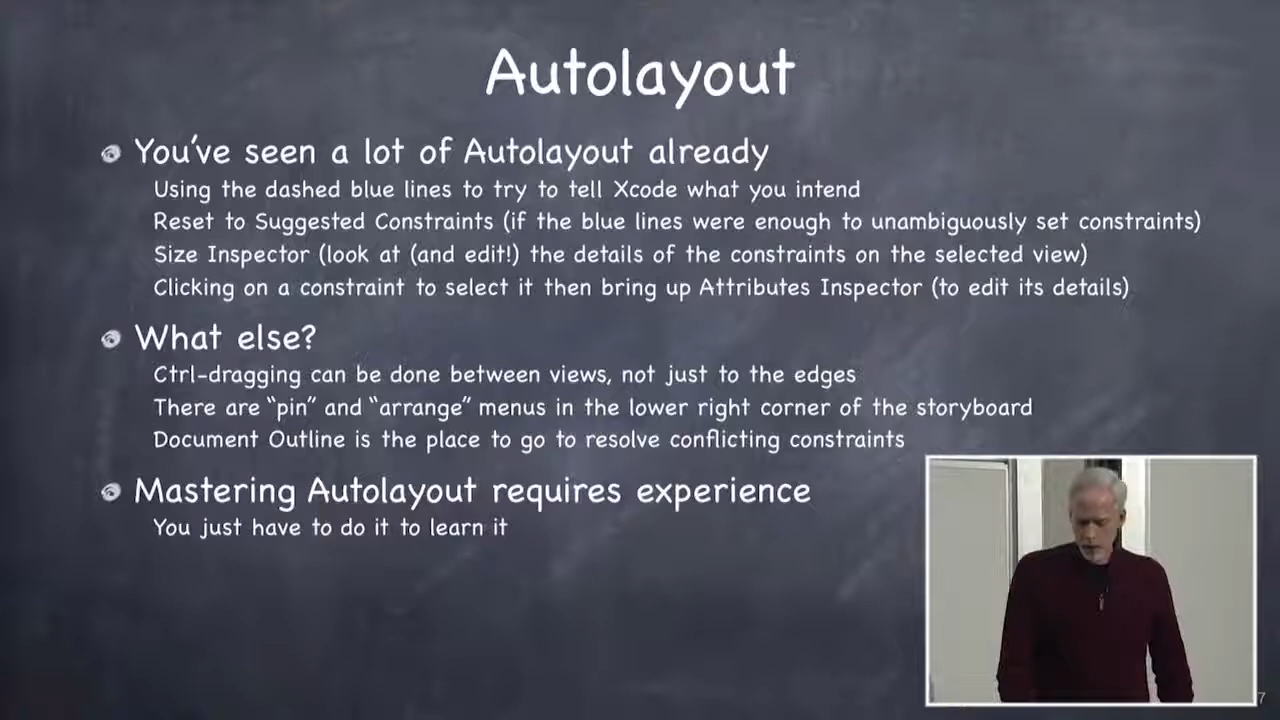 Autolayout
You've seen a lot of Autolayout already
Using the dashed blue lines to try to tell Xcode what you intend
Reset to Suggested Constraints (if the blue lines were enough to unambiguously set constraints)
Size Inspector (look at (and edit!) the details of the constraints on the selected view)
Clicking on a constraint to select it then bring up Attributes Inspector (to edit its details)
What else?
Ctrl-dragging can be done between views, not just to the edges
There are “pin” and “arrange” menus in the lower right corner of the storyboard
Document Outline is the place to go to resolve conflicting constraints
Mastering Autolayout requires experience
You just have to do it to learn it